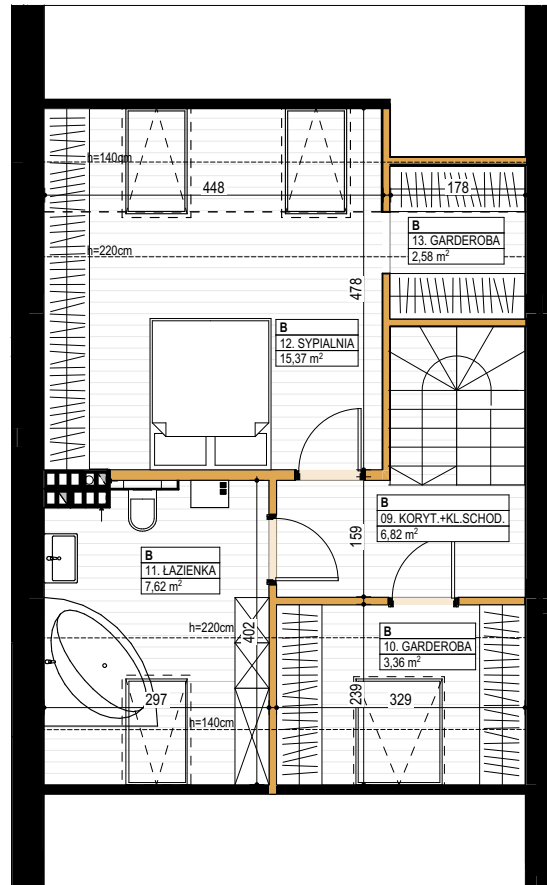 h=140cm
448
178
B
13. GARDEROBA
2,58 m²
h=220cm
478
B
12. SYPIALNIA
15,37 m²
B
09. KORYT.+KL.SCHOD.
6,82 m²
159
B
11. ŁAZIENKA
7,62 m²
h=220cm
402
B
10. GARDEROBA
3,36 m²
239
297
329
h=140cm